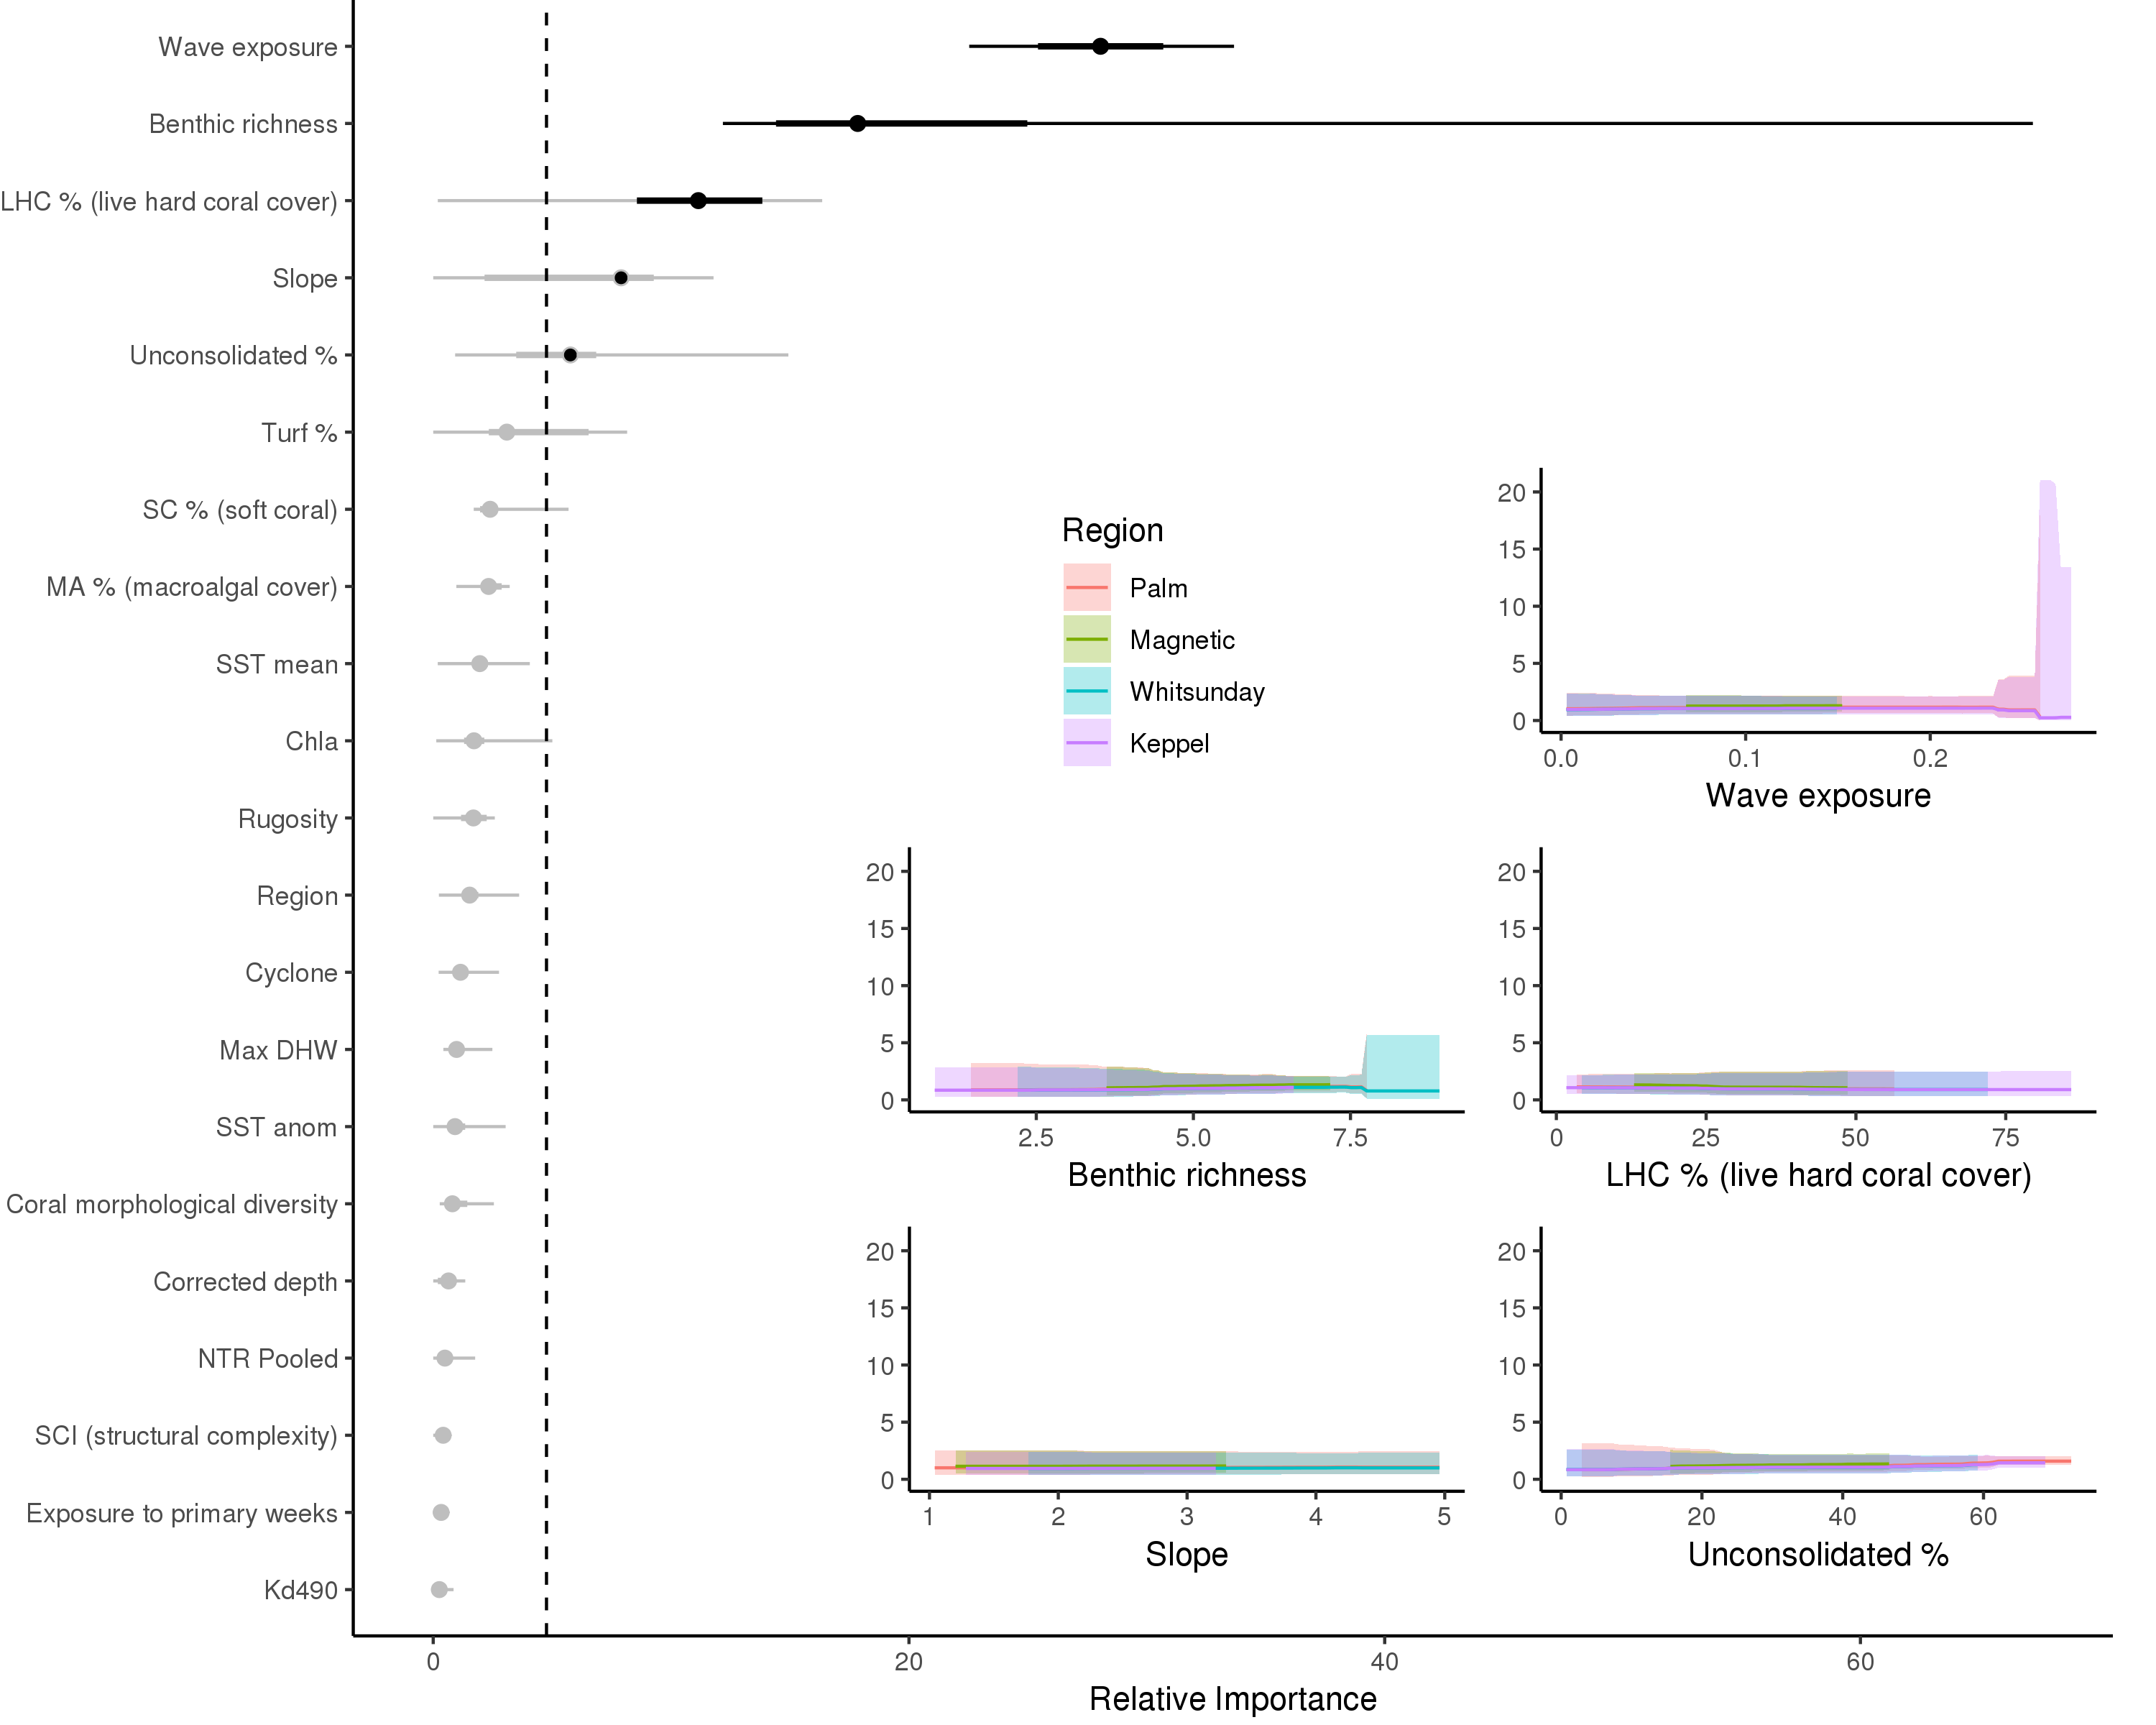 Wave exposure
Benthic richness
LHC % (live hard coral cover)
Slope
Unconsolidated %
Turf %
SC % (soft coral)
MA % (macroalgal cover)
SST mean
Chla
Rugosity
Region
Cyclone
Max DHW
SST anom
Coral morphological diversity
Corrected depth
NTR Pooled
SCI (structural complexity)
Exposure to primary weeks
Kd490
0 20 40 60
Relative Importance
Region
Palm
Magnetic
Whitsunday
Keppel
20
15
10
5
0
0.0 0.1 0.2
Wave exposure
20
15
10
5
0
2.5 5.0 7.5
Benthic richness
20
15
10
5
0
0 25 50 75
LHC % (live hard coral cover)
20
15
10
5
0
1 2 3 4 5
Slope
20
15
10
5
0
0 20 40 60
Unconsolidated %